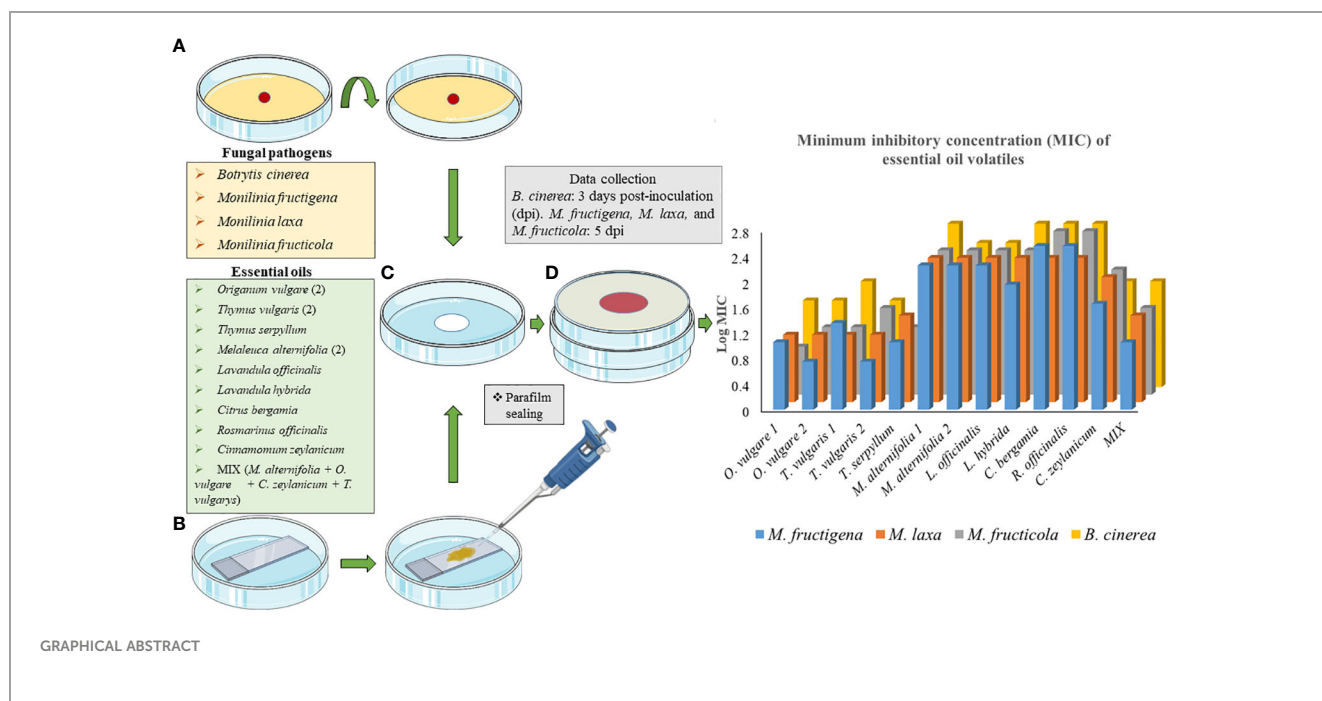 A
Fungal pathogens
Botrytis cinerea
Monilinia fructigena
Monilinia laxa
Monilinia fructicola
Essential oils
Origanum vulgare (2)
Thymus vulgaris (2)
Thymus serpyllum
Melaleuca alternifolia (2)
Lavandula officinalis
Lavandula hybrida
Citrus bergamia
Rosmarinus officinalis
Cinnamomum zeylanicum
MIX (M. alternifolia + O.
vulgare + C. zeylanicum + T.
vulgarys)
B
Data collection
B. cinerea: 3 days post-inoculation
(dpi). M. fructigena, M. laxa, and
M. fructicola: 5 dpi
C
D
❖ Parafilm
sealing
Minimum inhibitory concentration (MIC) of
essential oil volatiles
Log MIC
2.8
2.4
2
1.6
1.2
0.8
0.4
0
O. vulgare 1
O. vulgare 2
T. vulgaris 1
T. vulgaris 2
T. serpyllum
M. alternifolia 1
M. alternifolia 2
L. officinalis
L. hybrida
C. bergamia
R. officinalis
C. zeylanicum
MIX
M. fructigena
M. laxa
M. fructicola
B. cinerea
GRAPHICAL ABSTRACT